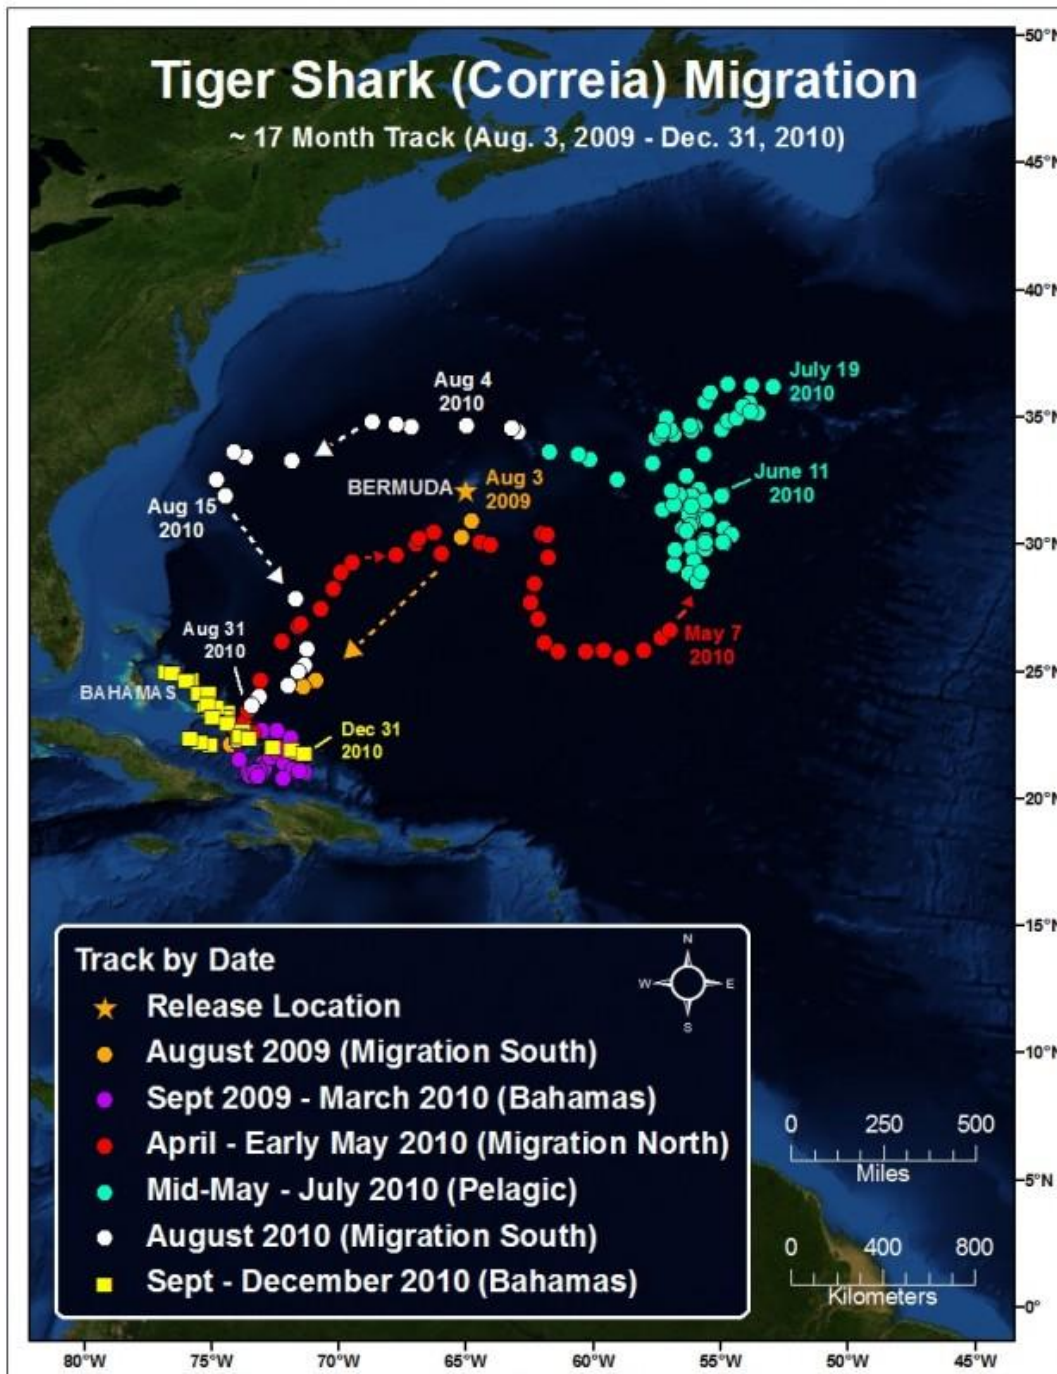 Tiger Shark (Correia) Migration
~ 17 Month Track (Aug. 3, 2009 - Dec. 31, 2010)
50°N
45°N
40°N
35°N
30°N
25°N
20°N
15°N
10°N
5°N
0°
July 19
2010
Aug 4
2010
June 11
2010
BERMUDA
Aug 3
2009
Aug 15
2010
Aug 31
2010
May 7
2010
BAHAMAS
Dec 31
2010
Track by Date
Release Location
August 2009 (Migration South)
Sept 2009 - March 2010 (Bahamas)
April - Early May 2010 (Migration North)
Mid-May - July 2010 (Pelagic)
August 2010 (Migration South)
Sept - December 2010 (Bahamas)
N
W E
S
0 250 500
Miles
0 400 800
Kilometers
80°W 75°W 70°W 65°W 60°W 55°W 50°W 45°W